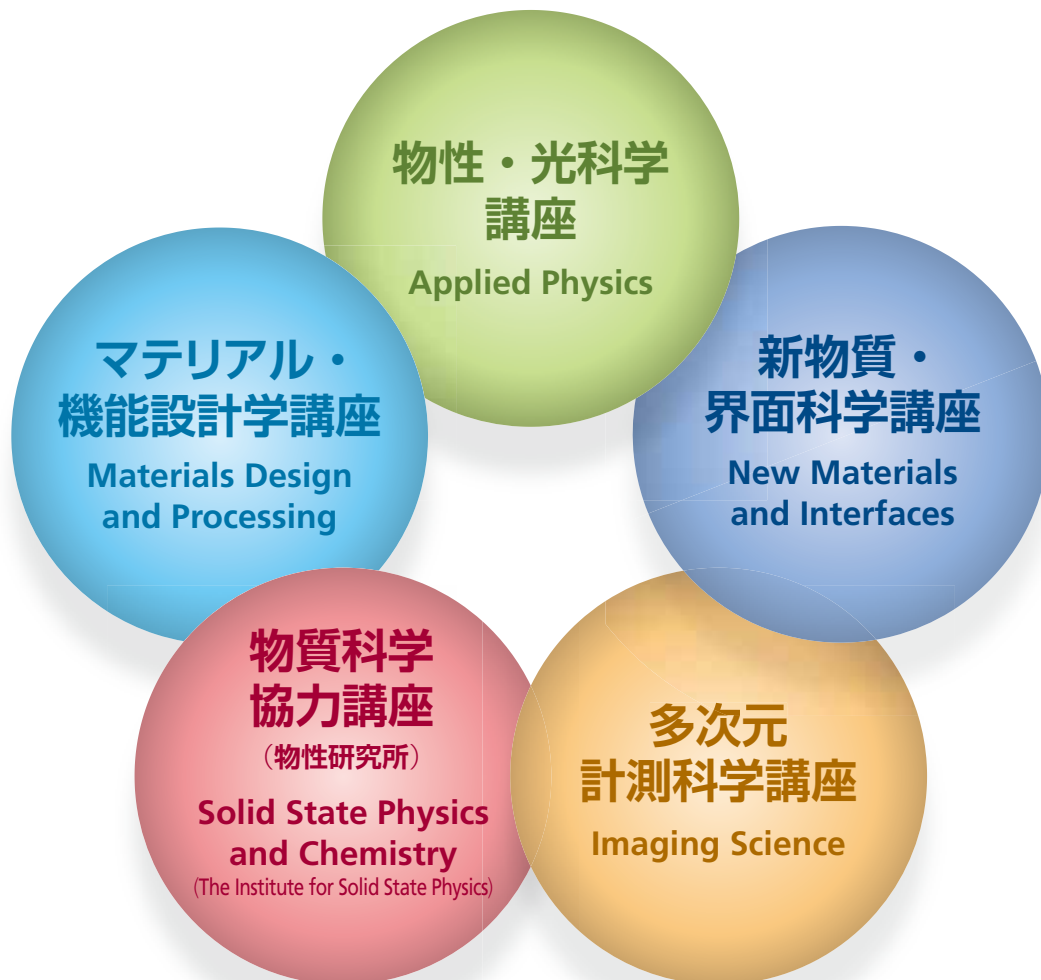 物性・光科学
講座
Applied Physics
マテリアル・
機能設計学講座
Materials Design
and Processing
新物質・
界面科学講座
New Materials
and Interfaces
物質科学
協力講座
（物性研究所）
Solid State Physics
and Chemistry
(The Institute for Solid State Physics)
多次元
計測科学講座
Imaging Science